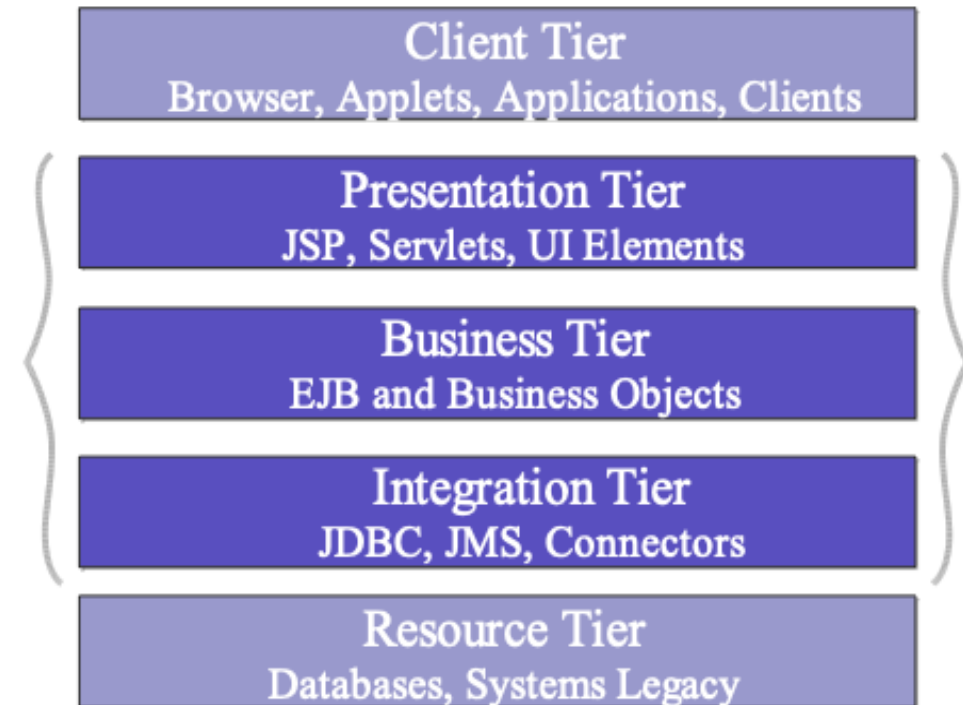 Client Tier
Browser, Applets, Applications, Clients
Presentation Tier
JSP, Servlets, UI Elements
Business Tier
EJB and Business Objects
Integration Tier
JDBC, JMS, Connectors
Resource Tier
Databases, Systems Legacy